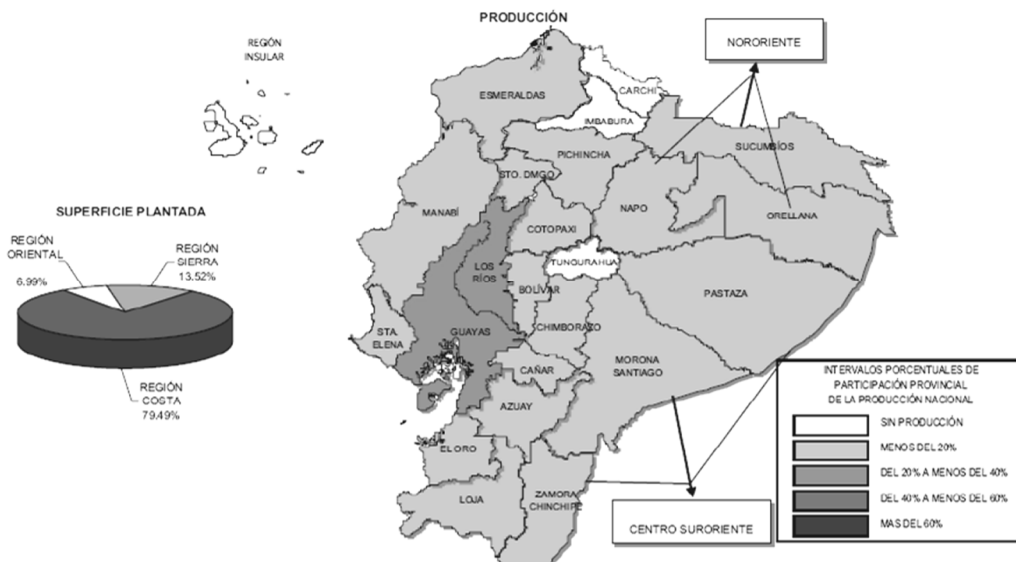 PRODUCCIÓN
REGIÓN
INSULAR
NORORIENTE
ESMERALDAS
CARCHI
IMBABURA
SUCUMBÍOS
PICHINCHA
STO. DMGO
MANABÍ
NAPO
ORELLANA
COTOPAXI
TUNGURAHUA
LOS
RÍOS
BOLÍVAR
PASTAZA
CHIMBORAZO
STA.
ELENA
GUAYAS
MORONA
SANTIAGO
CAÑAR
AZUAY
EL ORO
LOJA
ZAMORA
CHINCHIPE
CENTRO SURORIENTE
SUPERFICIE PLANTADA
REGIÓN
ORIENTAL
6.99%
REGIÓN
SIERRA
13.52%
REGIÓN
COSTA
79.49%
INTERVALOS PORCENTUALES DE
PARTICIPACIÓN PROVINCIAL
DE LA PRODUCCIÓN NACIONAL
SIN PRODUCCIÓN
MENOS DEL 20%
DEL 20% A MENOS DEL 40%
DEL 40% A MENOS DEL 60%
MAS DEL 60%